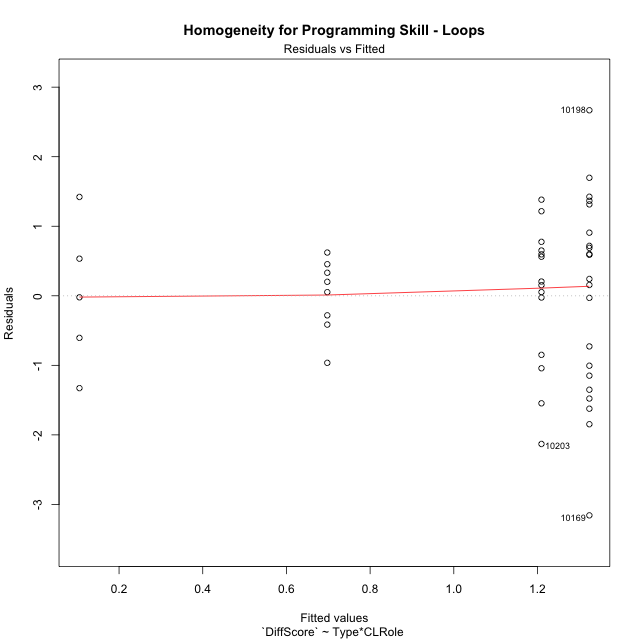 Homogeneity for Programming Skill - Loops
Residuals vs Fitted
3
2
1
0
-1
-2
-3
Residuals
10198
10203
10169
0.2 0.4 0.6 0.8 1.0 1.2
Fitted values
`DiffScore` ~ Type*CLRole